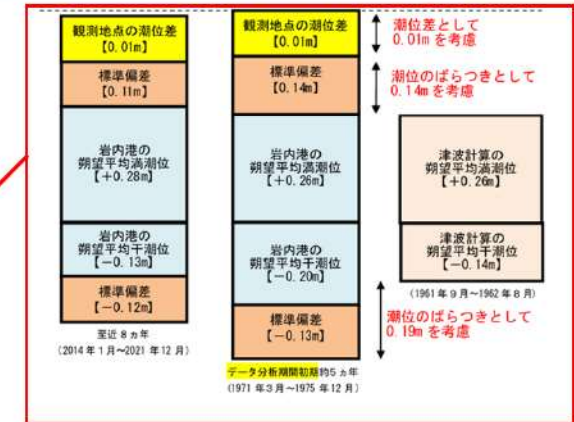 観測地点の潮位差
【0.01m】
標準偏差
【0.11m】
岩内港の
朔望平均満潮位
【+0.28m】
岩内港の
朔望平均干潮位
【-0.13m】
標準偏差
【-0.12m】
至近8ヵ年
(2014年1月~2021年12月)
観測地点の潮位差
【0.01m】
標準偏差
【0.14m】
岩内港の
朔望平均満潮位
【+0.26m】
岩内港の
朔望平均干潮位
【-0.20m】
標準偏差
【-0.13m】
データ分析期間初期約5ヵ年
(1971年3月~1975年12月)
潮位差として
0.01mを考慮
潮位のばらつきとして
0.14mを考慮
津波計算の
朔望平均満潮位
【+0.26m】
津波計算の
朔望平均干潮位
【-0.14m】
(1961年9月~1962年8月)
潮位のばらつきとして
0.19mを考慮